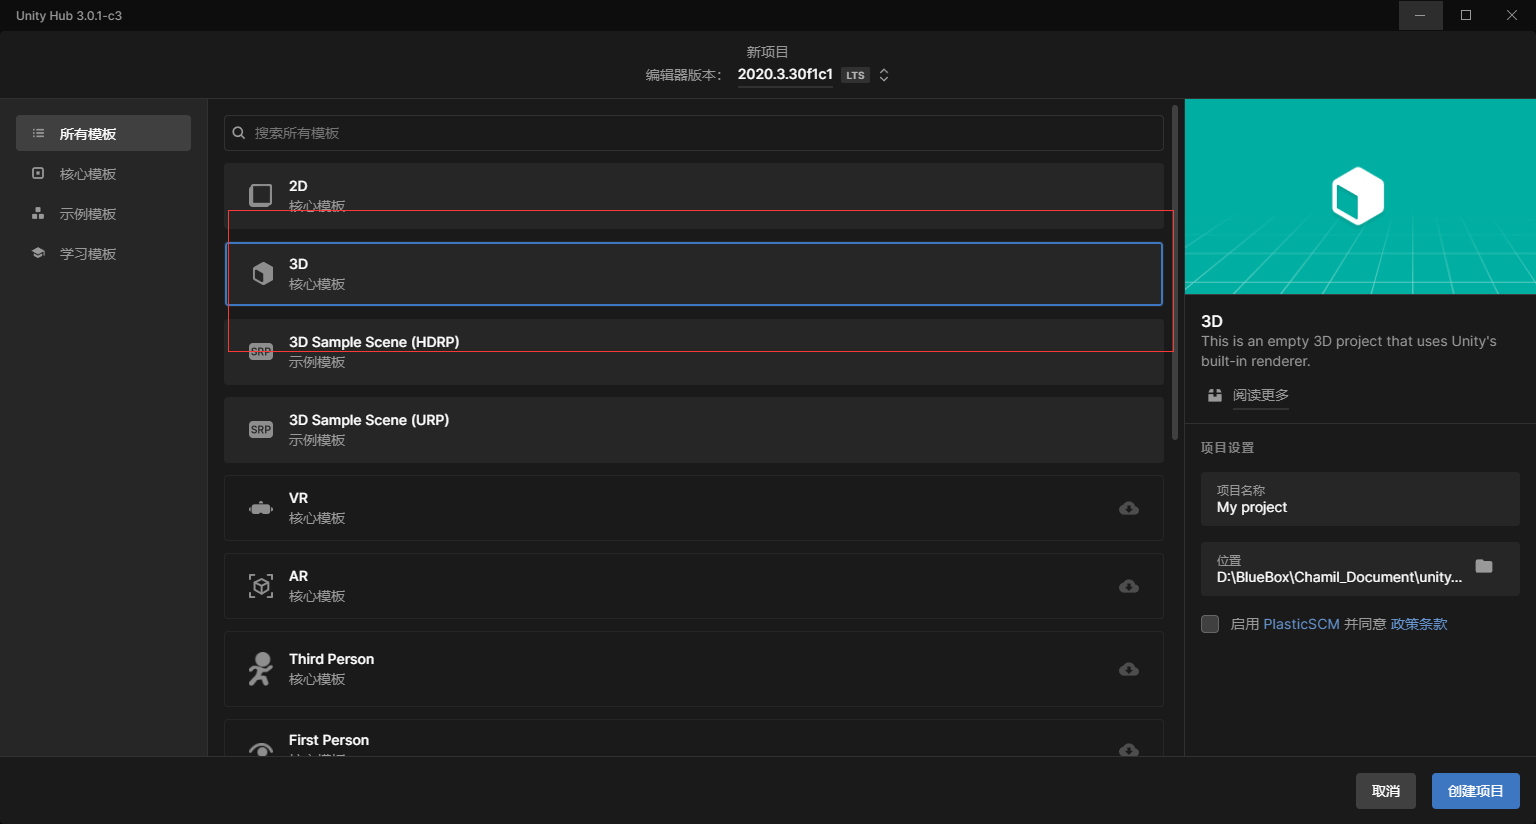 Unity Hub 3.0.1-c3
新项目
编辑器版本： 2020.3.30f1c1 LTS
所有模板
核心模板
示例模板
学习模板
搜索所有模板
2D
核心模板
3D
核心模板
SRP
3D Sample Scene (HDRP)
示例模板
SRP
3D Sample Scene (URP)
示例模板
VR
核心模板
AR
核心模板
Third Person
核心模板
First Person
核心模板
3D
This is an empty 3D project that uses Unity's
built-in renderer.
阅读更多
项目设置
项目名称
My project
位置
D:\BlueBox\Chamil_Document\unity...
启用 PlasticSCM 并同意 政策条款
取消
创建项目